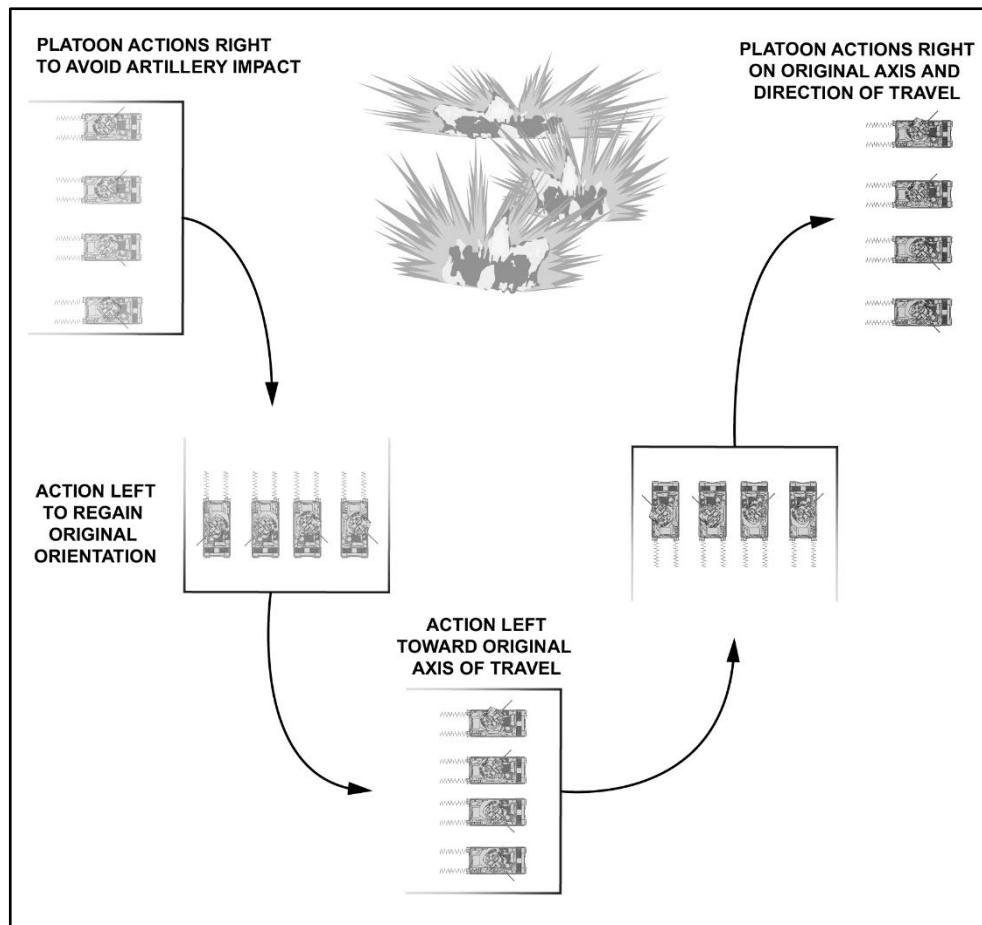 PLATOON ACTIONS RIGHT
TO AVOID ARTILLERY IMPACT
PLATOON ACTIONS RIGHT
ON ORIGINAL AXIS AND
DIRECTION OF TRAVEL
ACTION LEFT
TO REGAIN
ORIGINAL
ORIENTATION
ACTION LEFT
TOWARD ORIGINAL
AXIS OF TRAVEL